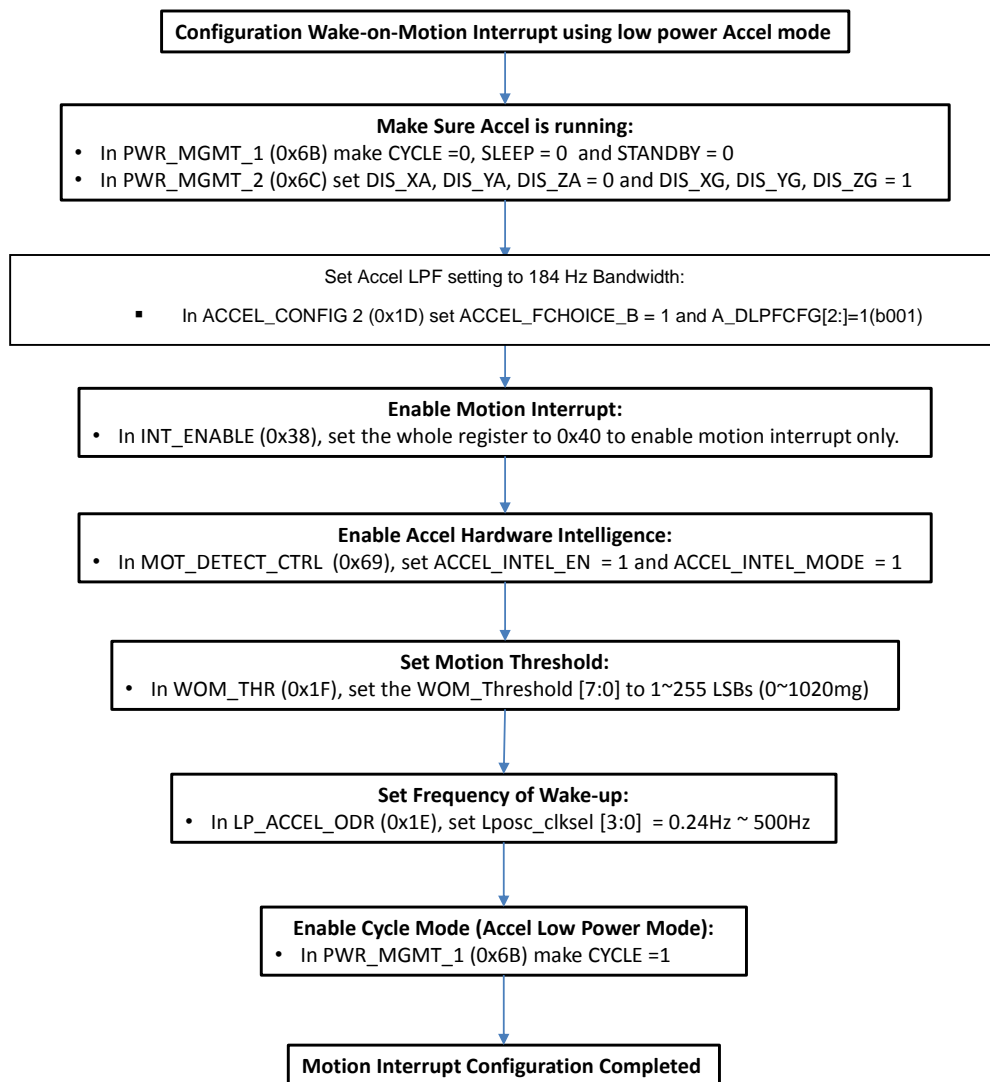 Configuration Wake-on-Motion Interrupt using low power Accel mode
Make Sure Accel is running:
• In PWR_MGMT_1 (0x6B) make CYCLE =0, SLEEP = 0 and STANDBY = 0
• In PWR_MGMT_2 (0x6C) set DIS_XA, DIS_YA, DIS_ZA = 0 and DIS_XG, DIS_YG, DIS_ZG = 1
Set Accel LPF setting to 184 Hz Bandwidth:
▪ In ACCEL_CONFIG 2 (0x1D) set ACCEL_FCHOICE_B = 1 and A_DLPFCFG[2:]=1(b001)
Enable Motion Interrupt:
• In INT_ENABLE (0x38), set the whole register to 0x40 to enable motion interrupt only.
Enable Accel Hardware Intelligence:
• In MOT_DETECT_CTRL (0x69), set ACCEL_INTEL_EN = 1 and ACCEL_INTEL_MODE = 1
Set Motion Threshold:
• In WOM_THR (0x1F), set the WOM_Threshold [7:0] to 1~255 LSBs (0~1020mg)
Set Frequency of Wake-up:
• In LP_ACCEL_ODR (0x1E), set Lposc_clksel [3:0] = 0.24Hz ~ 500Hz
Enable Cycle Mode (Accel Low Power Mode):
• In PWR_MGMT_1 (0x6B) make CYCLE =1
Motion Interrupt Configuration Completed